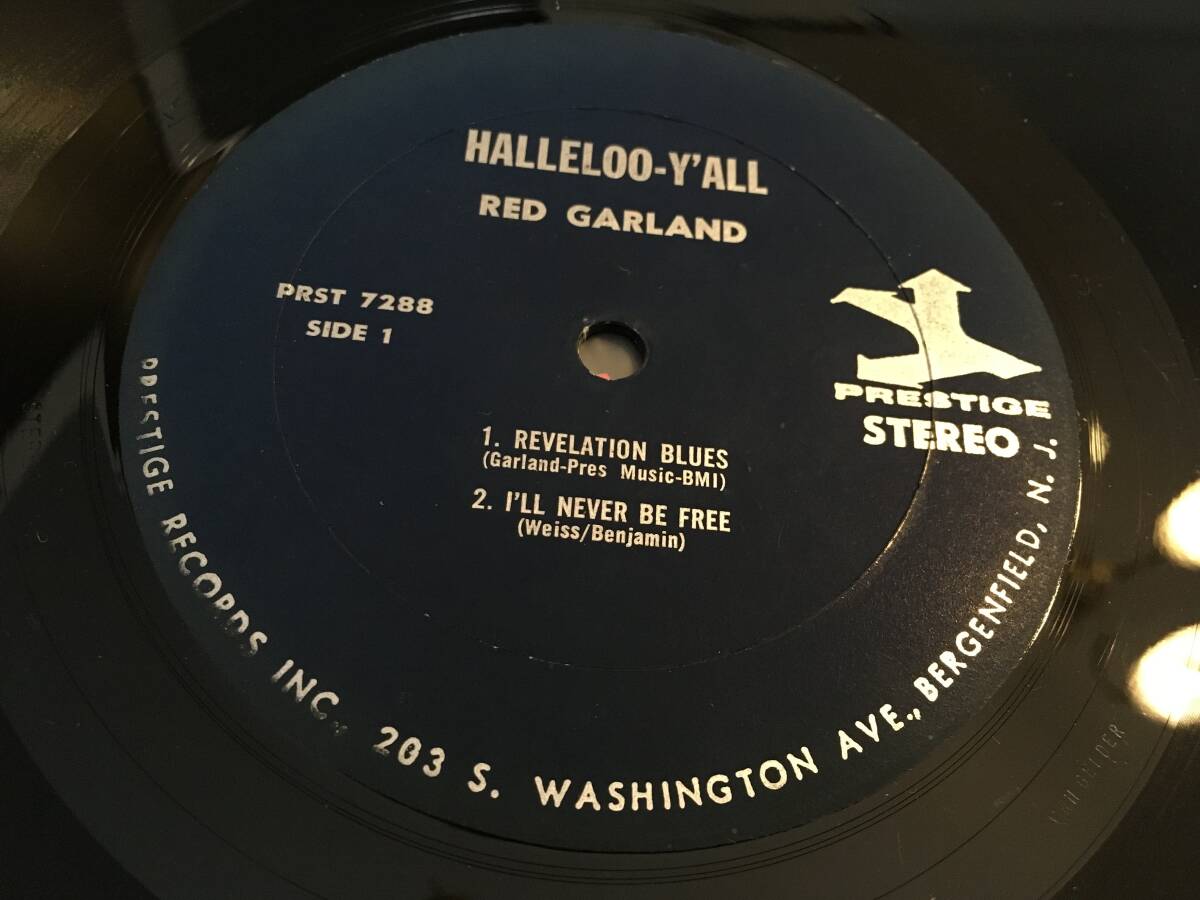 HALLELOO-Y'ALL
RED GARLAND
PRST 7288
SIDE 1
PRESTIGE
STEREO
1. REVELATION BLUES
(Garland-Pres Music-BMI)
2. I'LL NEVER BE FREE
(Weiss/Benjamin)
PRESTIGE RECORDS INC., 203 S. WASHINGTON AVE., BERGENFIELD, N. J.